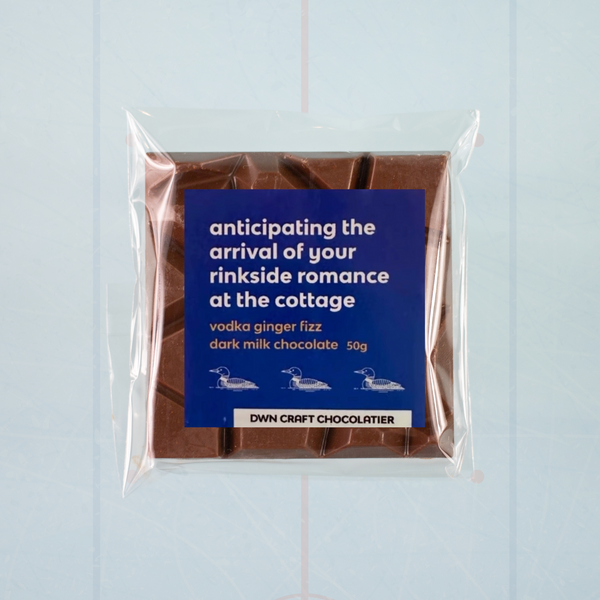 anticipating the
arrival of your
rinkside romance
at the cottage
vodka ginger fizz
dark milk chocolate 50g
DWN CRAFT CHOCOLATIER